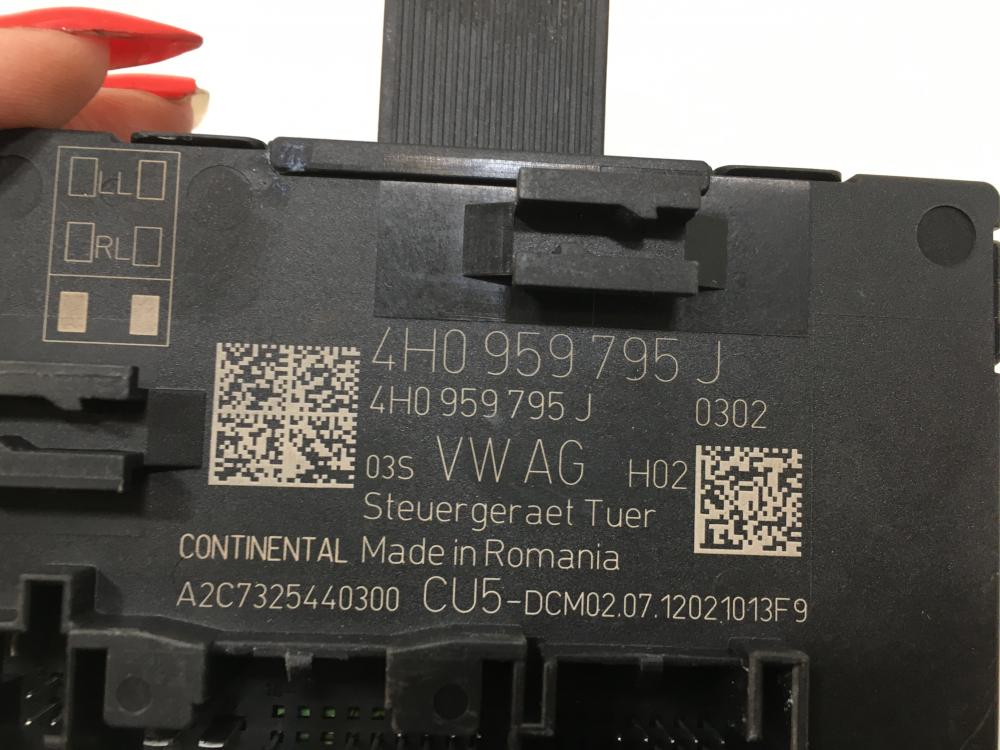 LL
RL
4H0 959 795 J
4H0 959 795 J 0302
03S VW AG H02
Steuergeraet Tuer
CONTINENTAL Made in Romania
A2C7325440300 CU5-DCM02.07.12021013F9